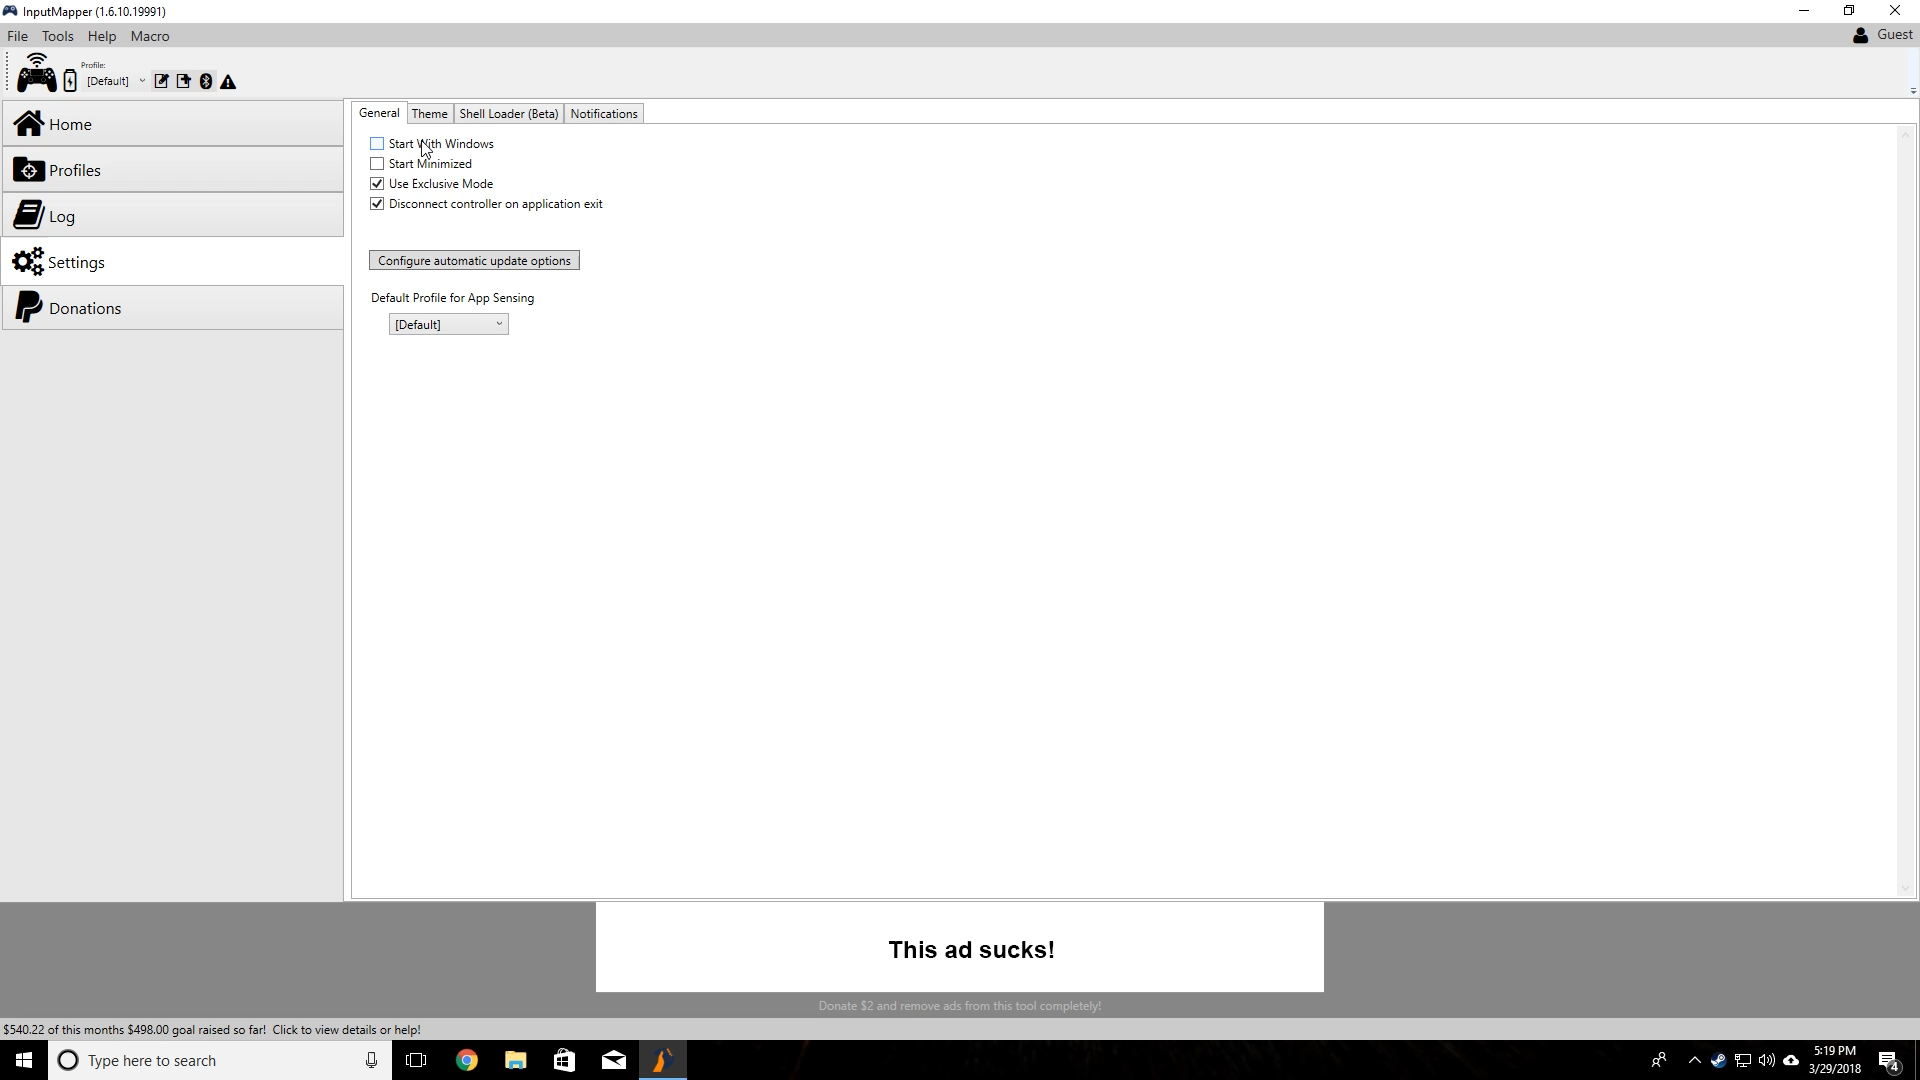 InputMapper (1.6.10.19991)
File Tools Help Macro
Guest
Profile:
[Default]
Home
Profiles
Log
Settings
Donations
General Theme Shell Loader (Beta) Notifications
Start With Windows
Start Minimized
Use Exclusive Mode
Disconnect controller on application exit
Configure automatic update options
Default Profile for App Sensing
[Default]
This ad sucks!
Donate $2 and remove ads from this tool completely!
$540.22 of this months $498.00 goal raised so far! Click to view details or help!
Type here to search
5:19 PM
3/29/2018
4